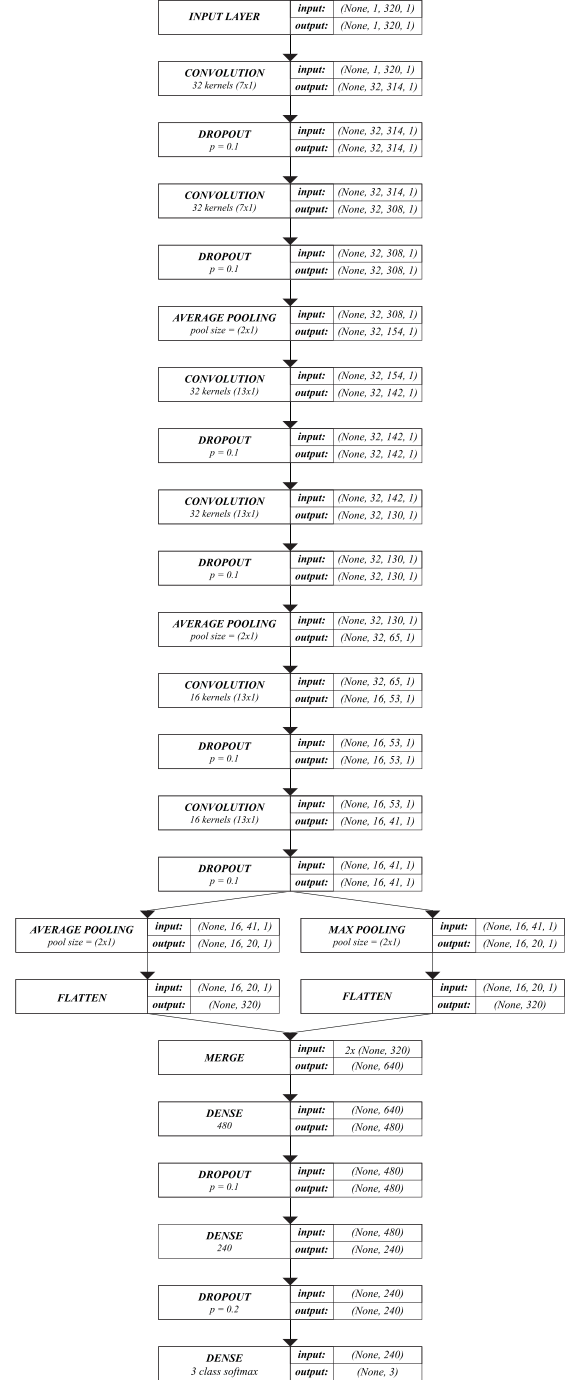 INPUT LAYER
input: (None, 1, 320, 1)
output: (None, 1, 320, 1)
CONVOLUTION
32 kernels (7x1)
input: (None, 1, 320, 1)
output: (None, 32, 314, 1)
DROPOUT
p = 0.1
input: (None, 32, 314, 1)
output: (None, 32, 314, 1)
CONVOLUTION
32 kernels (7x1)
input: (None, 32, 314, 1)
output: (None, 32, 308, 1)
DROPOUT
p = 0.1
input: (None, 32, 308, 1)
output: (None, 32, 308, 1)
AVERAGE POOLING
pool size = (2x1)
input: (None, 32, 308, 1)
output: (None, 32, 154, 1)
CONVOLUTION
32 kernels (13x1)
input: (None, 32, 154, 1)
output: (None, 32, 142, 1)
DROPOUT
p = 0.1
input: (None, 32, 142, 1)
output: (None, 32, 142, 1)
CONVOLUTION
32 kernels (13x1)
input: (None, 32, 142, 1)
output: (None, 32, 130, 1)
DROPOUT
p = 0.1
input: (None, 32, 130, 1)
output: (None, 32, 130, 1)
AVERAGE POOLING
pool size = (2x1)
input: (None, 32, 130, 1)
output: (None, 32, 65, 1)
CONVOLUTION
16 kernels (13x1)
input: (None, 32, 65, 1)
output: (None, 16, 53, 1)
DROPOUT
p = 0.1
input: (None, 16, 53, 1)
output: (None, 16, 53, 1)
CONVOLUTION
16 kernels (13x1)
input: (None, 16, 53, 1)
output: (None, 16, 41, 1)
DROPOUT
p = 0.1
input: (None, 16, 41, 1)
output: (None, 16, 41, 1)
AVERAGE POOLING
pool size = (2x1)
input: (None, 16, 41, 1)
output: (None, 16, 20, 1)
MAX POOLING
pool size = (2x1)
input: (None, 16, 41, 1)
output: (None, 16, 20, 1)
FLATTEN
input: (None, 16, 20, 1)
output: (None, 320)
FLATTEN
input: (None, 16, 20, 1)
output: (None, 320)
MERGE
input: 2x (None, 320)
output: (None, 640)
DENSE
480
input: (None, 640)
output: (None, 480)
DROPOUT
p = 0.1
input: (None, 480)
output: (None, 480)
DENSE
240
input: (None, 480)
output: (None, 240)
DROPOUT
p = 0.2
input: (None, 240)
output: (None, 240)
DENSE
3 class softmax
input: (None, 240)
output: (None, 3)